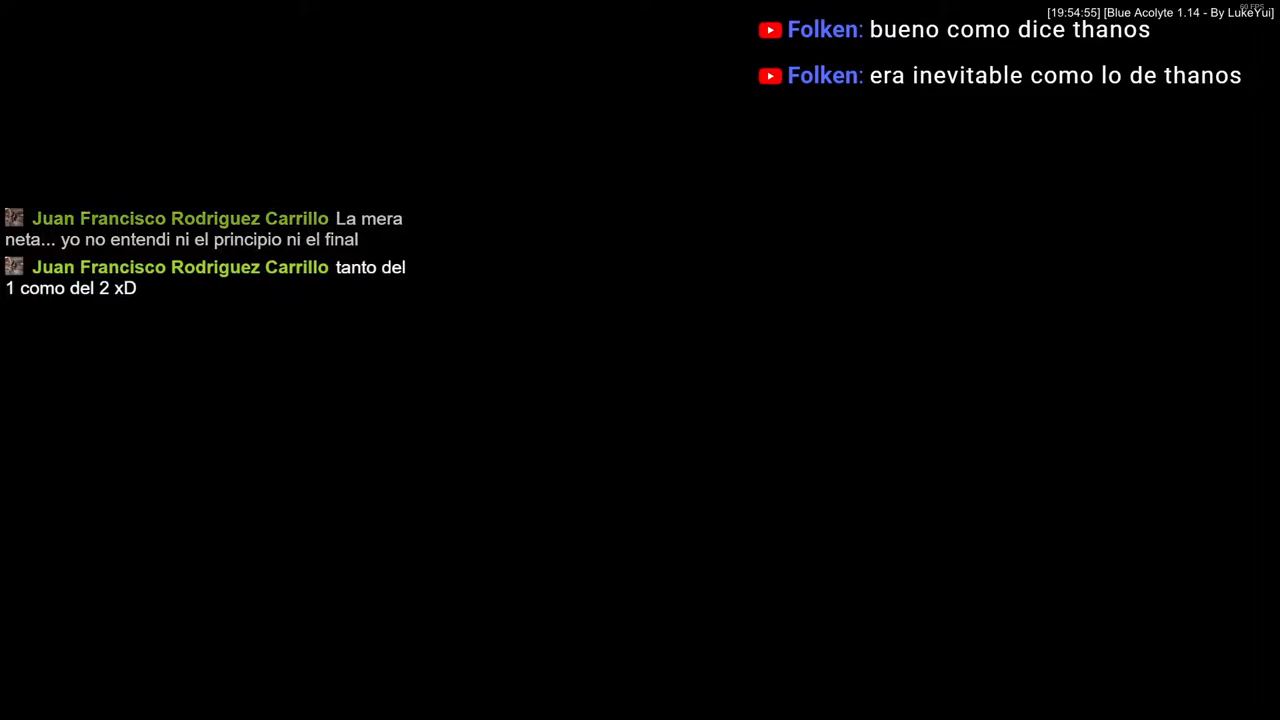 60 FPS
[19:54:55] [Blue Acolyte 1.14 - By LukeYui]
Folken: bueno como dice thanos
Folken: era inevitable como lo de thanos
Juan Francisco Rodriguez Carrillo La mera
neta... yo no entendi ni el principio ni el final
Juan Francisco Rodriguez Carrillo tanto del
1 como del 2 xD